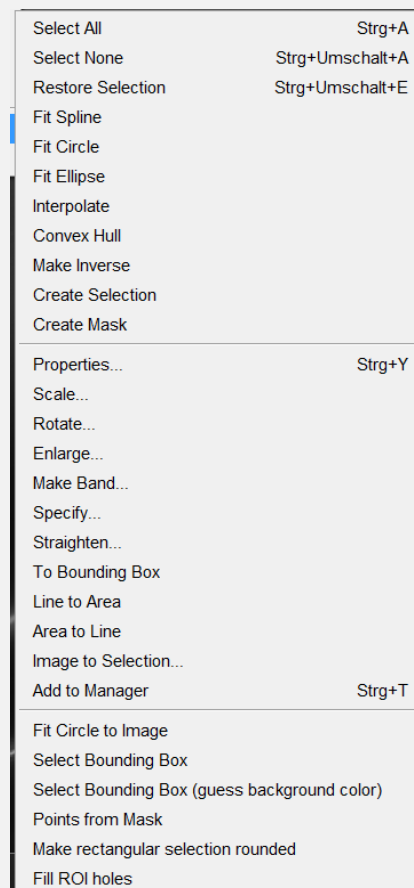 Select All Strg+A
Select None Strg+Umschalt+A
Restore Selection Strg+Umschalt+E
Fit Spline
Fit Circle
Fit Ellipse
Interpolate
Convex Hull
Make Inverse
Create Selection
Create Mask
Properties... Strg+Y
Scale...
Rotate...
Enlarge...
Make Band...
Specify...
Straighten...
To Bounding Box
Line to Area
Area to Line
Image to Selection...
Add to Manager Strg+T
Fit Circle to Image
Select Bounding Box
Select Bounding Box (guess background color)
Points from Mask
Make rectangular selection rounded
Fill ROI holes